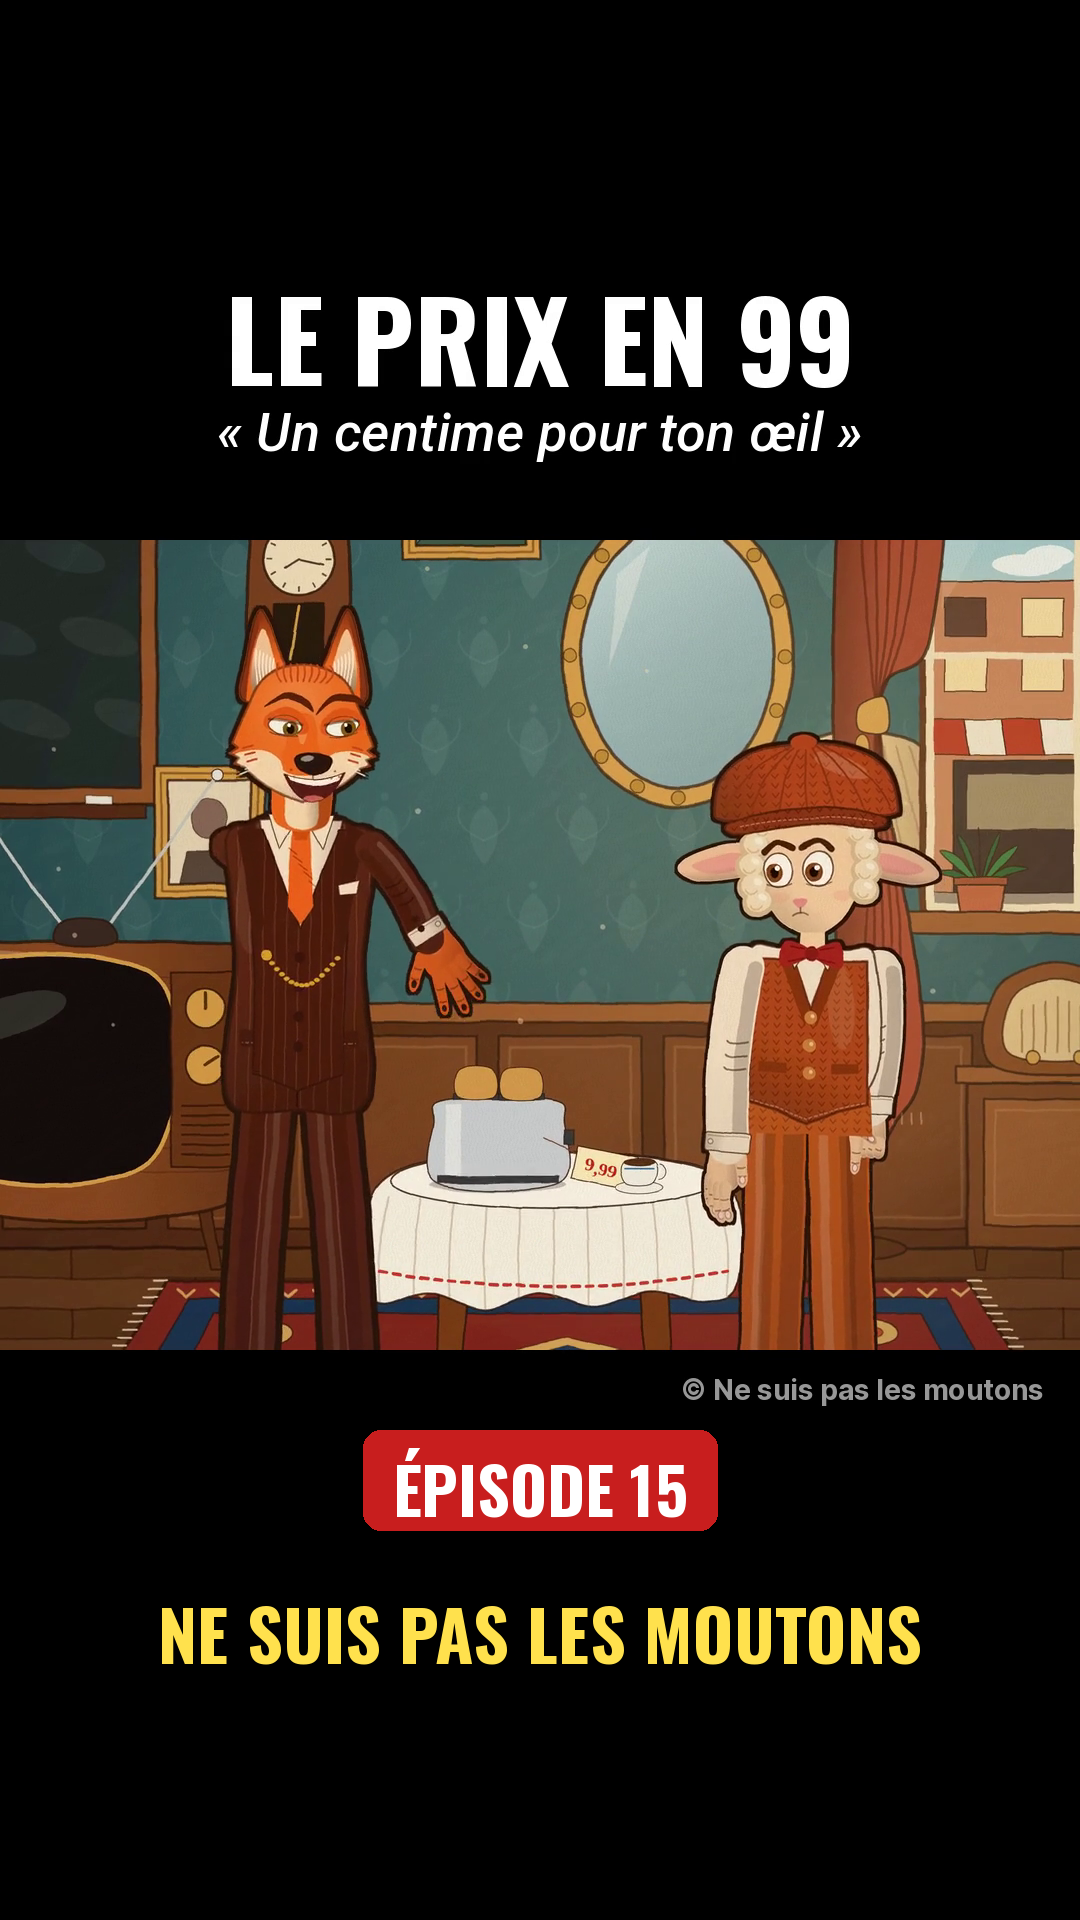 LE PRIX EN 99
« Un centime pour ton œil »
9,99
© Ne suis pas les moutons
ÉPISODE 15
NE SUIS PAS LES MOUTONS